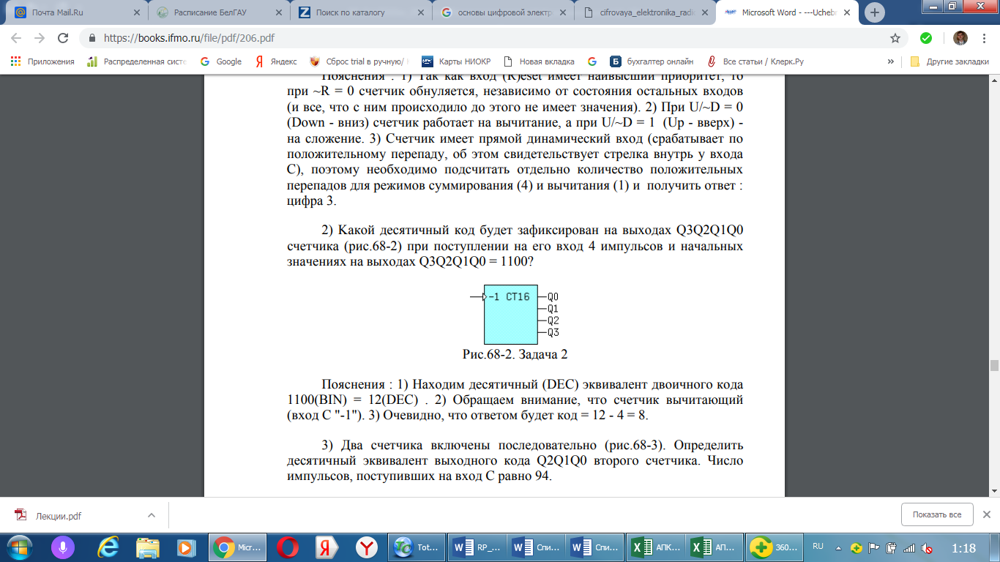 Почта Mail.Ru
Расписание БелГАУ
Поиск по каталогу
основы цифровой электр
cifrovaya_elektronika_radi
Microsoft Word - ---Uchebn
https://books.ifmo.ru/file/pdf/206.pdf
Приложения
Распределенная систе
Google
Яндекс
Сброс trial в ручную/
Карты НИОКР
Новая вкладка
бухгалтер онлайн
Все статьи / Клерк.Ру
»
Другие закладки
Пояснения : 1) Так как вход (R)eset имеет наивысший приоритет, то
при ~R = 0 счетчик обнуляется, независимо от состояния остальных входов
(и все, что с ним происходило до этого не имеет значения). 2) При U/~D = 0
(Down - вниз) счетчик работает на вычитание, а при U/~D = 1 (Up - вверх) -
на сложение. 3) Счетчик имеет прямой динамический вход (срабатывает по
положительному перепаду, об этом свидетельствует стрелка внутрь у входа
С), поэтому необходимо подсчитать отдельно количество положительных
перепадов для режимов суммирования (4) и вычитания (1) и получить ответ :
цифра 3.
2) Какой десятичный код будет зафиксирован на выходах Q3Q2Q1Q0
счетчика (рис.68-2) при поступлении на его вход 4 импульсов и начальных
значениях на выходах Q3Q2Q1Q0 = 1100?
-1 CT16
Q0
Q1
Q2
Q3
Рис.68-2. Задача 2
Пояснения : 1) Находим десятичный (DEC) эквивалент двоичного кода
1100(BIN) = 12(DEC) . 2) Обращаем внимание, что счетчик вычитающий
(вход С "-1"). 3) Очевидно, что ответом будет код = 12 - 4 = 8.
3) Два счетчика включены последовательно (рис.68-3). Определить
десятичный эквивалент выходного кода Q2Q1Q0 второго счетчика. Число
импульсов, поступивших на вход С равно 94.
Лекции.pdf
Показать все
Micr...
Tot...
RP_...
Спи...
Спи...
АПК...
АП...
360...
RU
1:18